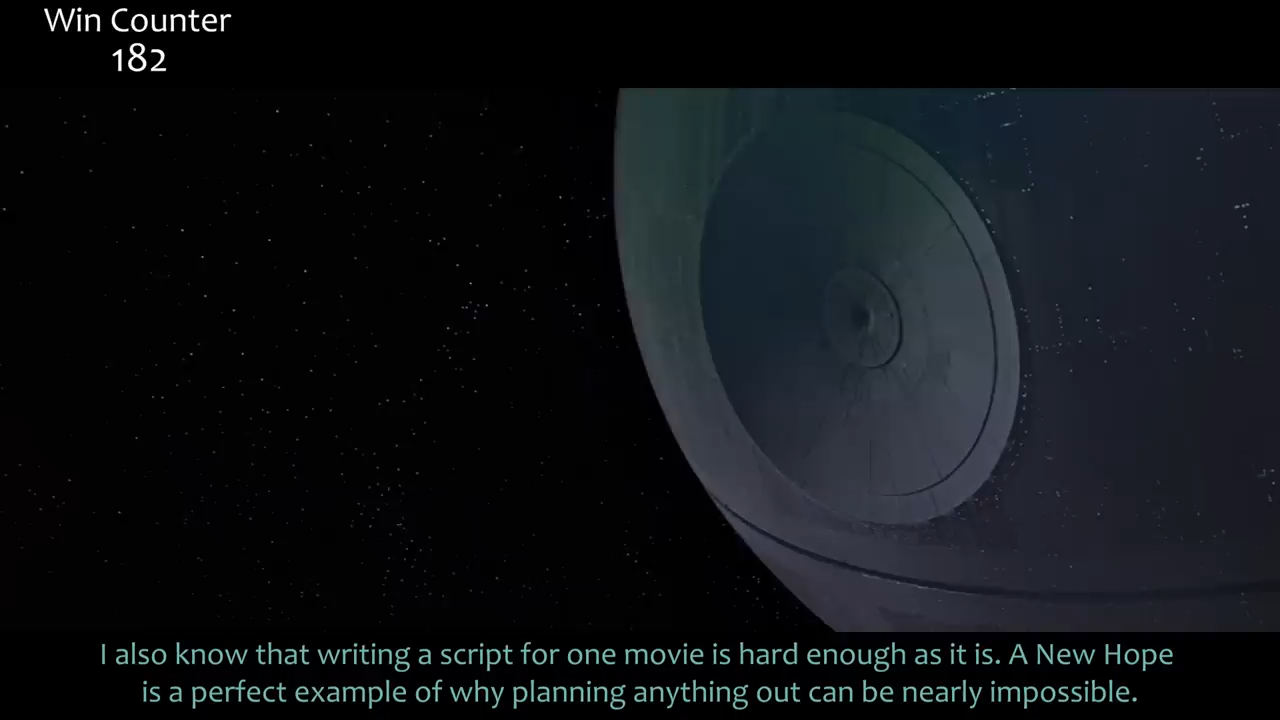 Win Counter
182
I also know that writing a script for one movie is hard enough as it is. A New Hope
is a perfect example of why planning anything out can be nearly impossible.